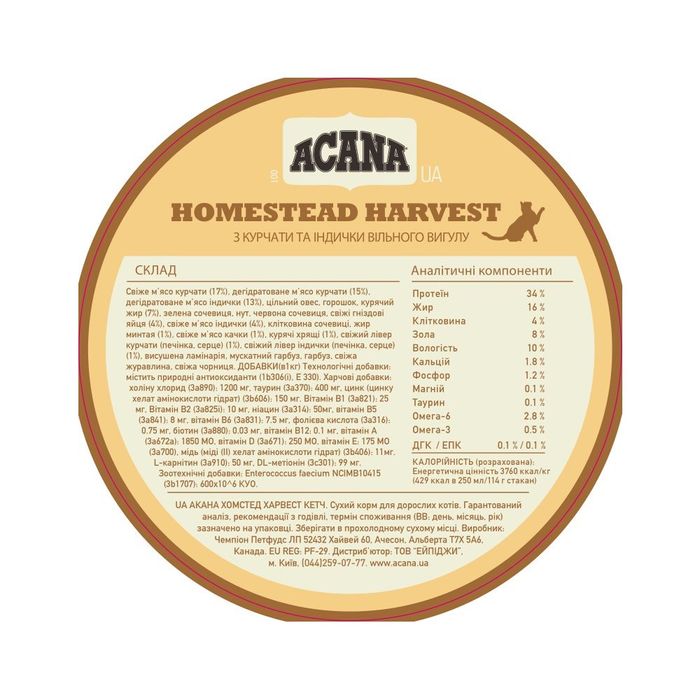 ACANA
100
UA
HOMESTEAD HARVEST
З КУРЧАТИ ТА ІНДИЧКИ ВІЛЬНОГО ВИГУЛУ
СКЛАД
Свіже м'ясо курчати (17%), дегідратоване м'ясо курчати (15%),
дегідратоване м'ясо індички (13%), цільний овес, горошок, курячий
жир (7%), зелена сочевиця, нут, червона сочевиця, свіжі гніздові
яйця (4%), свіже м'ясо індички (4%), клітковина сочевиці, жир
минтая (1%), свіже м'ясо качки (1%), курячі хрящі (1%), свіжий лівер
курчати (печінка, серце) (1%), свіжий лівер індички (печінка, серце)
(1%), висушена ламінарія, мускатний гарбуз, гарбуз, свіжа
журавлина, свіжа чорниця. ДОБАВКИ(в1кг) Технологічні добавки:
містить природні антиоксиданти (1b306(i), E 330). Харчові добавки:
холіну хлорид (3a890): 1200 мг, таурин (3a370): 400 мг, цинк (цинку
хелат амінокислоти гідрат) (3b606): 150 мг. Вітамін B1 (3a821): 25
мг, Вітамін B2 (3a825i): 10 мг, ніацин (3a314): 50мг, вітамін B5
(3a841): 8 мг, вітамін B6 (3a831): 7.5 мг, фолієва кислота (3a316):
0.75 мг, біотин (3a880): 0.03 мг, вітамін B12: 0.1 мг, вітамін A
(3a672a): 1850 МО, вітамін D (3a671): 250 МО, вітамін E: 175 МО
(3a700), мідь (міді (II) хелат амінокислоти гідрат) (3b406): 11мг,
L-карнітин (3a910): 50 мг, DL-метіонін (3c301): 99 мг.
Зоотехнічні добавки: Enterococcus faecium NCIMB10415
(3b1707): 600x10^6 КУО.
Аналітичні компоненти
Протеїн 34 %
Жир 16 %
Клітковина 4 %
Зола 8 %
Вологість 10 %
Кальцій 1.8 %
Фосфор 1.2 %
Магній 0.1 %
Таурин 0.1 %
Омега-6 2.8 %
Омега-3 0.5 %
ДГК / ЕПК 0.1 % / 0.1 %
КАЛОРІЙНІСТЬ (розрахована):
Енергетична цінність 3760 ккал/кг
(429 ккал в 250 мл/114 г стакан)
UA АКАНА ХОМСТЕД ХАРВЕСТ КЕТЧ. Сухий корм для дорослих котів. Гарантований
аналіз, рекомендації з годівлі, термін споживання (ВВ: день, місяць, рік)
зазначено на упаковці. Зберігати в прохолодному сухому місці. Виробник:
Чемпіон Петфудс ЛП 52432 Хайвей 60, Ачесон, Альберта T7X 5A6,
Канада. EU REG: PF-29. Дистриб'ютор: ТОВ "ЕЙПІДЖИ",
м. Київ, (044)259-07-77. www.acana.ua